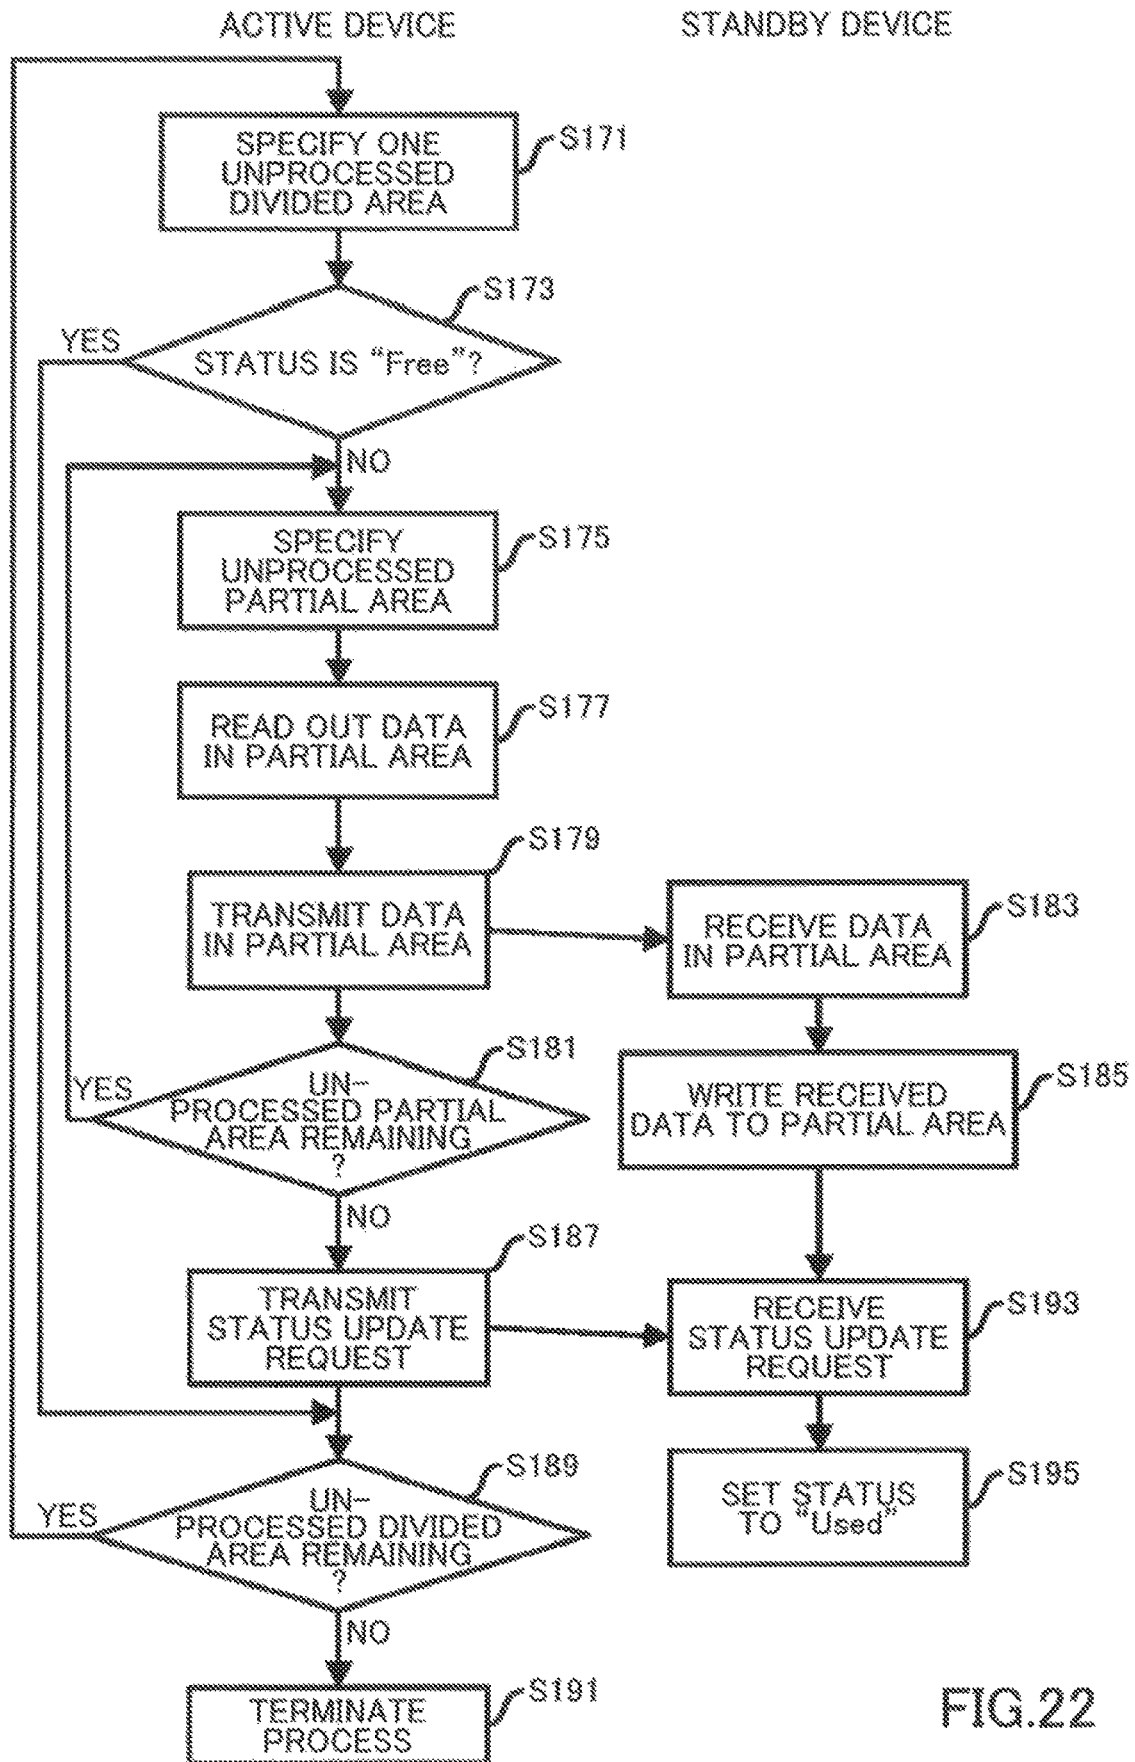 ACTIVE DEVICE
STANDBY DEVICE
SPECIFY ONE
UNPROCESSED
DIVIDED AREA
S171
S173
YES
STATUS IS "Free"?
NO
SPECIFY
UNPROCESSED
PARTIAL AREA
S175
READ OUT DATA
IN PARTIAL AREA
S177
S179
TRANSMIT DATA
IN PARTIAL AREA
RECEIVE DATA
IN PARTIAL AREA
S183
S181
YES
UN-
PROCESSED PARTIAL
AREA REMAINING
?
NO
WRITE RECEIVED
DATA TO PARTIAL AREA
S185
S187
TRANSMIT
STATUS UPDATE
REQUEST
RECEIVE
STATUS UPDATE
REQUEST
S193
S189
YES
UN-
PROCESSED DIVIDED
AREA REMAINING
?
NO
SET STATUS
TO "Used"
S195
TERMINATE
PROCESS
S191
FIG.22